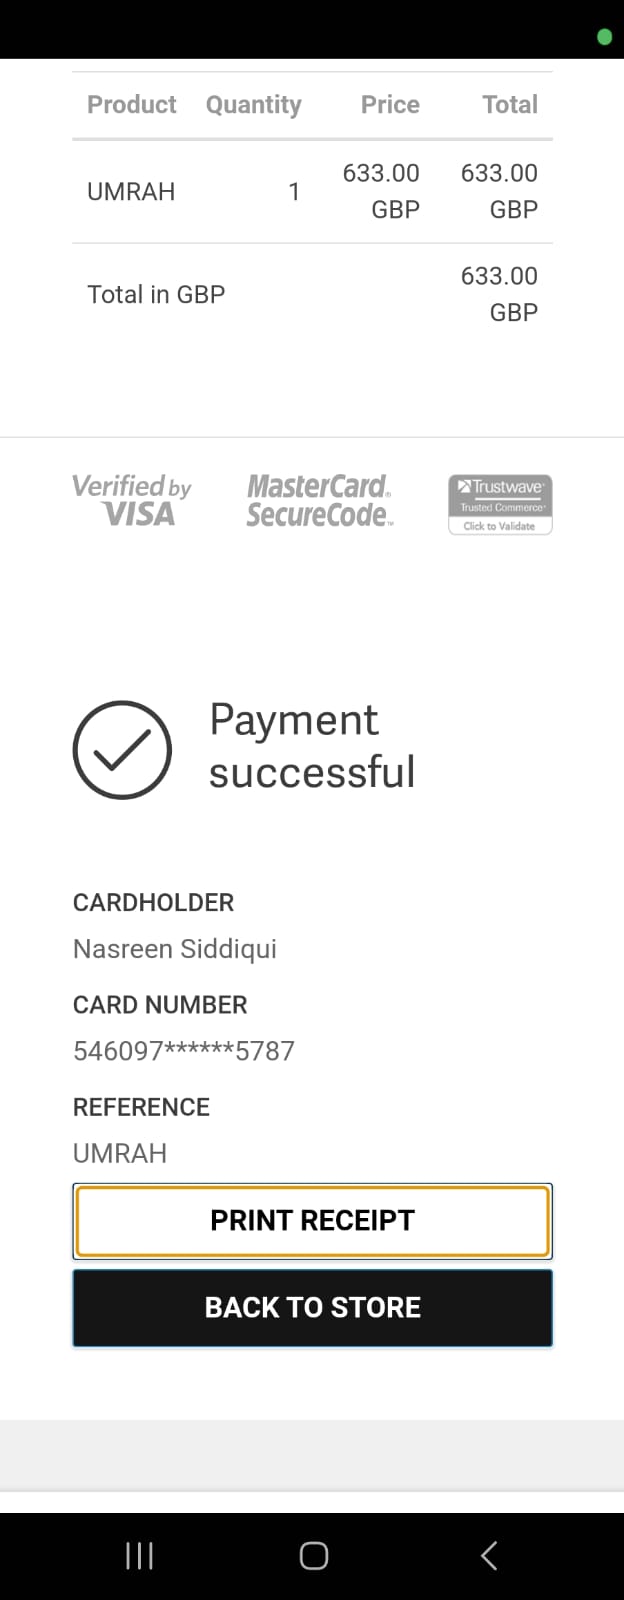 Product Quantity Price Total
UMRAH 1 633.00 GBP 633.00 GBP
Total in GBP 633.00 GBP
Verified by VISA
MasterCard. SecureCode.™
Trustwave®
Trusted Commerce®
Click to Validate
Payment
successful
CARDHOLDER
Nasreen Siddiqui
CARD NUMBER
546097******5787
REFERENCE
UMRAH
PRINT RECEIPT
BACK TO STORE